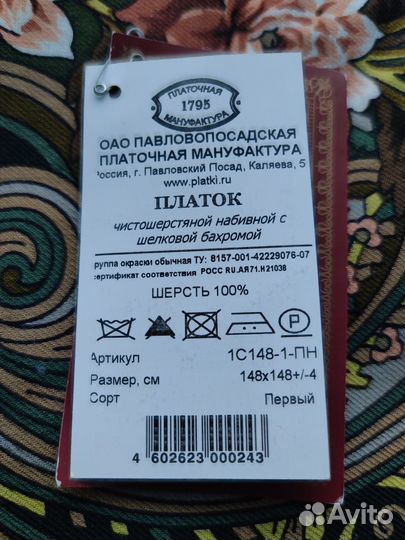 ПЛАТОЧНАЯ
1795
МАНУФАКТУРА
ОАО ПАВЛОВОПОСАДСКАЯ
ПЛАТОЧНАЯ МАНУФАКТУРА
Россия, г. Павловский Посад, Каляева, 5
www.platki.ru
ПЛАТОК
чистошерстяной набивной с
шелковой бахромой
группа окраски обычная ТУ: 8157-001-42229076-07
сертификат соответствия РОСС RU.АЯ71.Н21038
ШЕРСТЬ 100%
P
Артикул 1С148-1-ПН
Размер, см 148х148+/-4
Сорт Первый
4 602623 000243
Avito